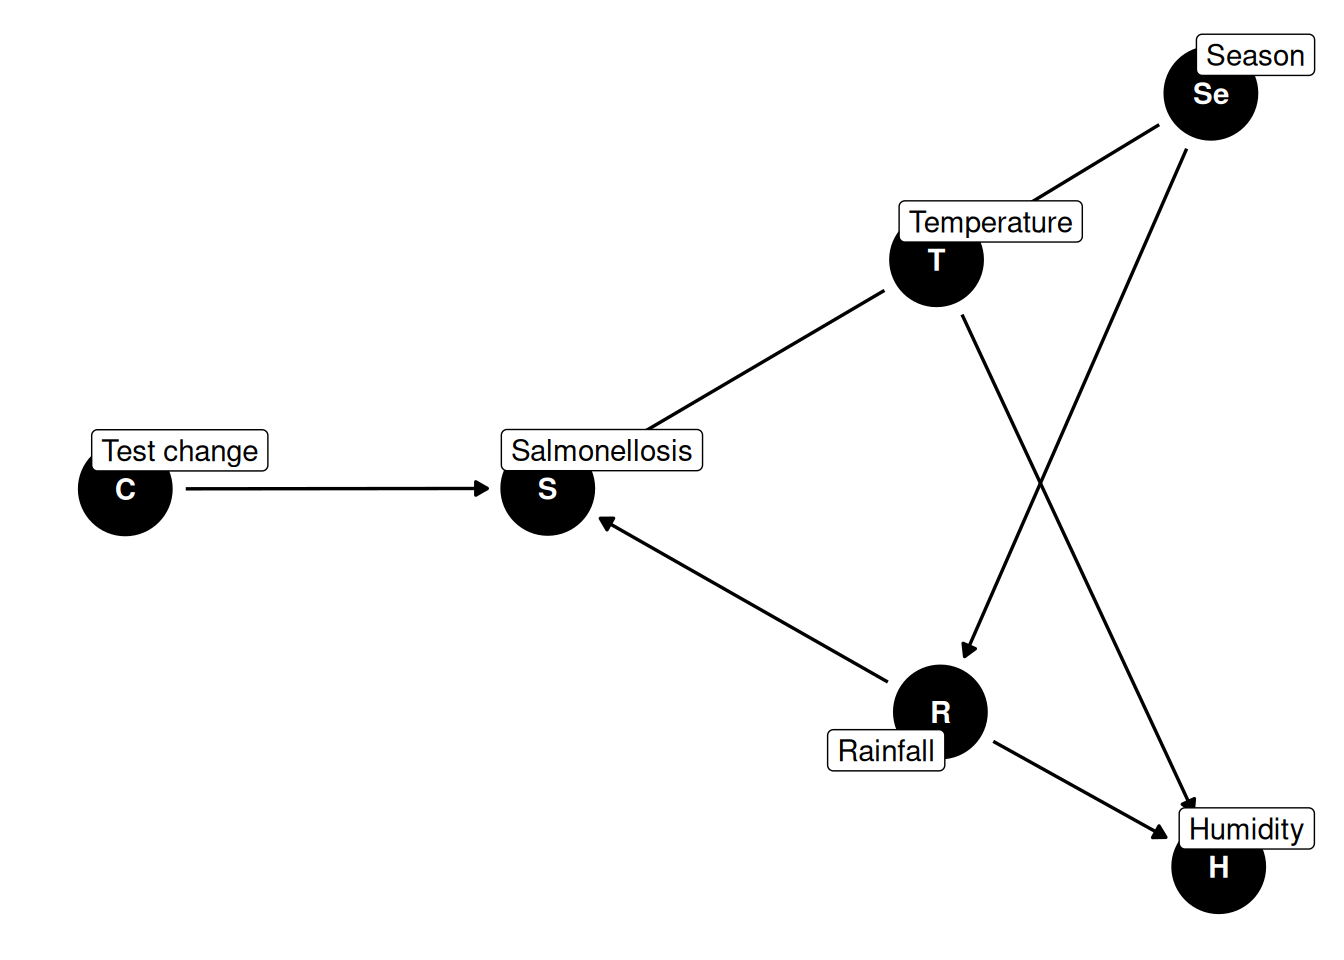 Season
Se
Temperature
T
Test change
C
Salmonellosis
S
R
Rainfall
Humidity
H